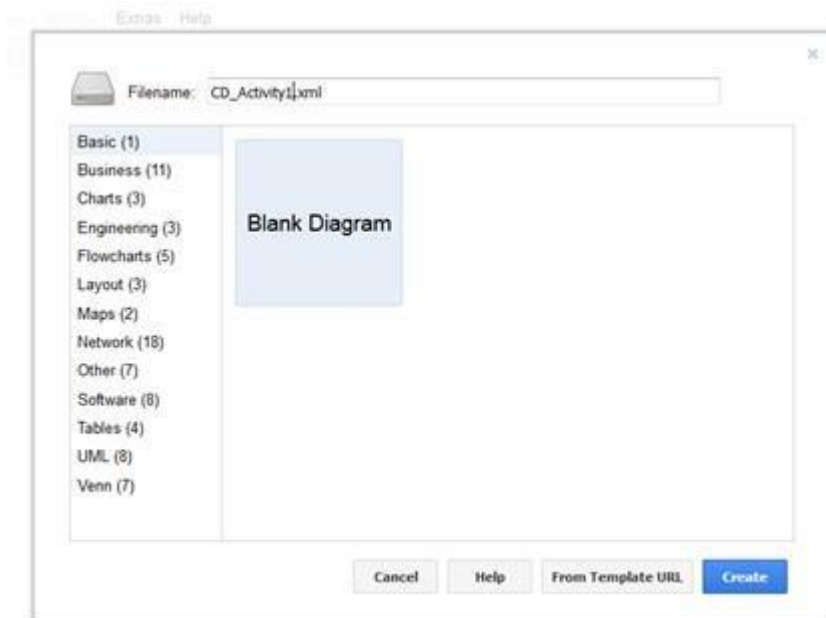 Extras Help
Filename: CD_Activity1.xml
Basic (1)
Business (11)
Charts (3)
Engineering (3)
Flowcharts (5)
Layout (3)
Maps (2)
Network (18)
Other (7)
Software (8)
Tables (4)
UML (8)
Venn (7)
Blank Diagram
Cancel Help From Template URL Create